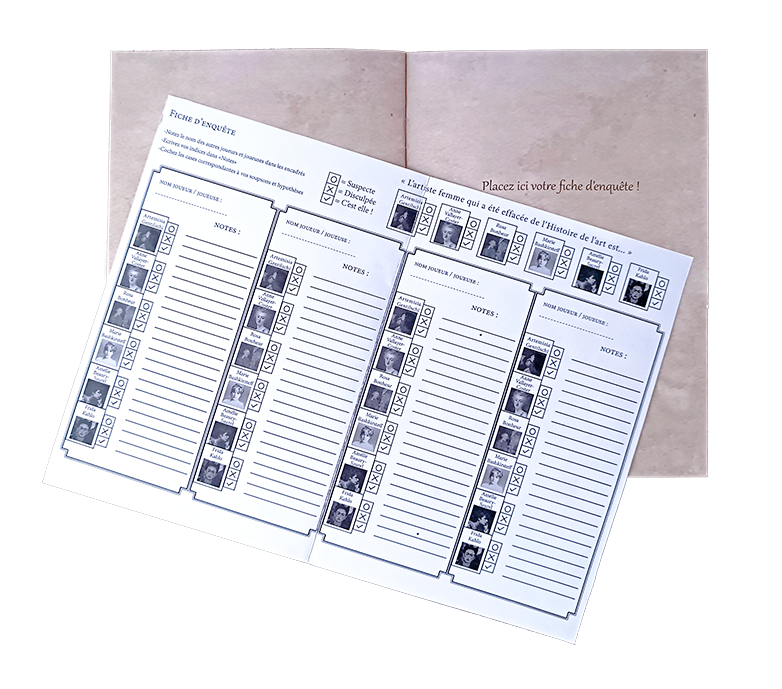 Placez ici votre fiche d'enquête !
FICHE D'ENQUÊTE
-Notez le nom des autres joueurs et joueuses dans les encadrés
-Ecrivez vos indices dans «Notes»
-Cochez les cases correspondantes à vos soupçons et hypothèses
O = Suspecte
X = Disculpée
✓ = C'est elle !
« L'artiste femme qui a été effacée de l'Histoire de l'art est... »
Artemisia Gentileschi
Anne Vallayer-Coster
Rosa Bonheur
Marie Bashkirtseff
Amélie Beaury-Saurel
Frida Kahlo
NOM JOUEUR / JOUEUSE :
NOTES :
Artemisia Gentileschi
Anne Vallayer-Coster
Rosa Bonheur
Marie Bashkirtseff
Amélie Beaury-Saurel
Frida Kahlo
NOM JOUEUR / JOUEUSE :
NOTES :
Artemisia Gentileschi
Anne Vallayer-Coster
Rosa Bonheur
Marie Bashkirtseff
Amélie Beaury-Saurel
Frida Kahlo
NOM JOUEUR / JOUEUSE :
NOTES :
Artemisia Gentileschi
Anne Vallayer-Coster
Rosa Bonheur
Marie Bashkirtseff
Amélie Beaury-Saurel
Frida Kahlo
NOM JOUEUR / JOUEUSE :
NOTES :
Artemisia Gentileschi
Anne Vallayer-Coster
Rosa Bonheur
Marie Bashkirtseff
Amélie Beaury-Saurel
Frida Kahlo